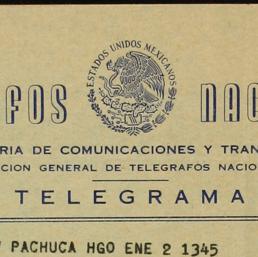 ESTADOS UNIDOS MEXICANOS
AFOS NAC
RIA DE COMUNICACIONES Y TRAN
CION GENERAL DE TELEGRAFOS NACIO
TELEGRAMA
PACHUCA HGO ENE 2 1345